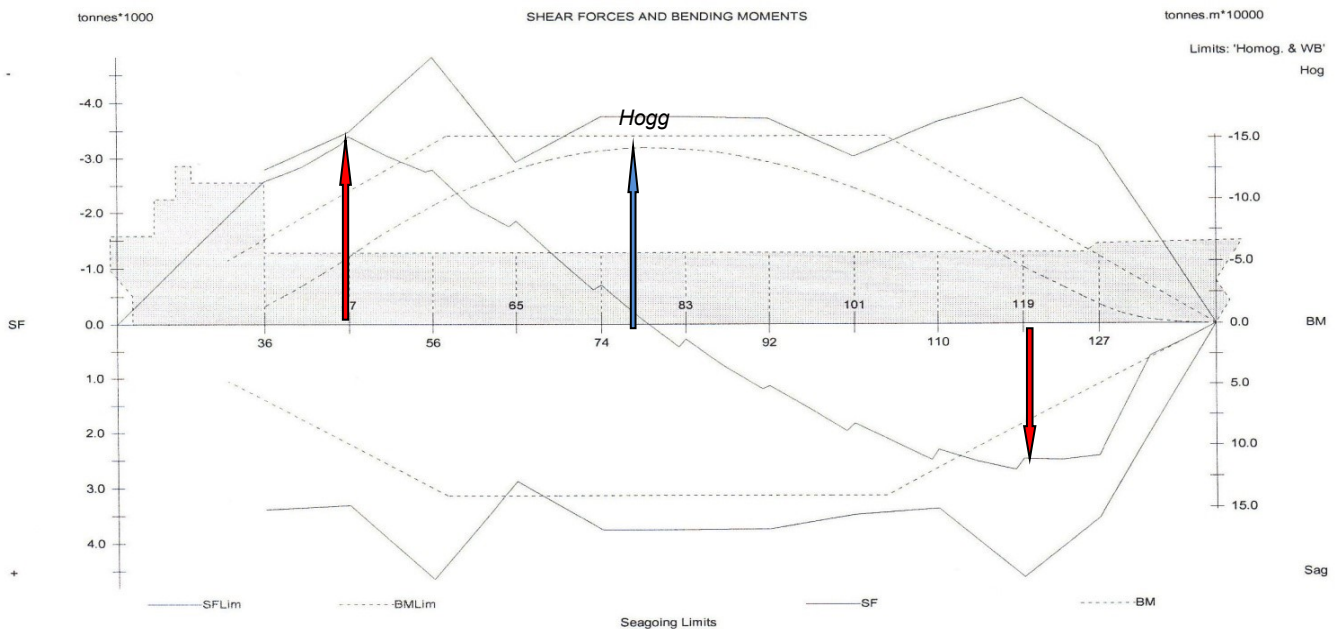 tonnes*1000 SHEAR FORCES AND BENDING MOMENTS tonnes.m*10000
Limits: 'Homog. & WB'
- Hog
-4.0
Hogg
-15.0
-3.0
-10.0
-2.0
-1.0 -5.0
7 65 83 101 119
SF 0.0 0.0 BM
36 56 74 92 110 127
1.0 5.0
2.0
10.0
3.0
15.0
4.0
+ Sag
SFLim BMLim SF BM
Seagoing Limits